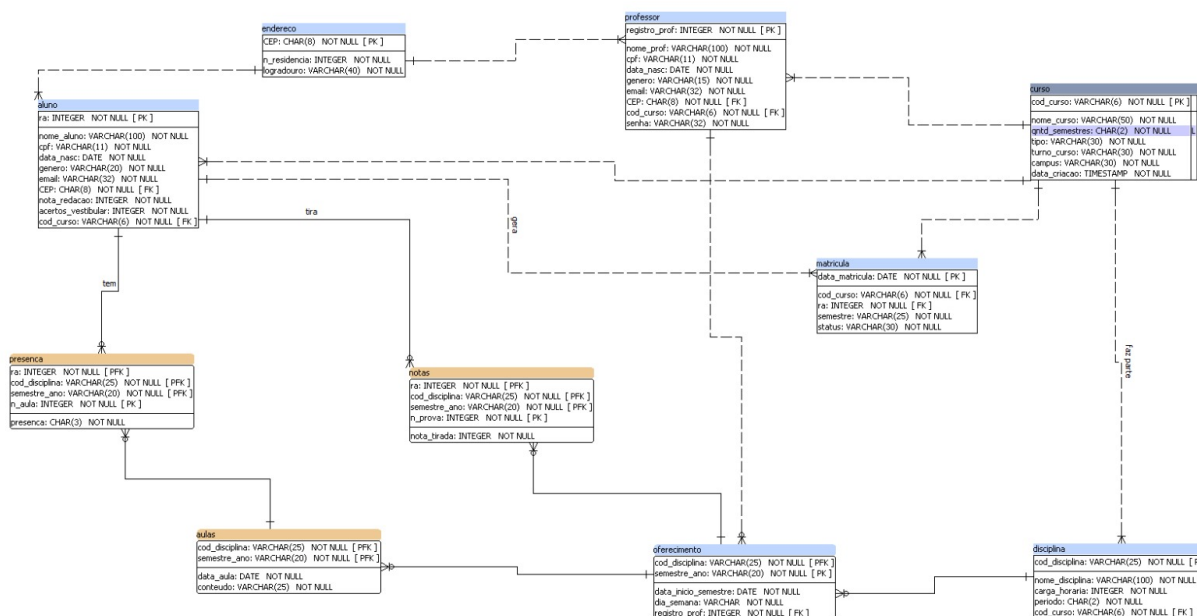 endereco
CEP: CHAR(8) NOT NULL [ PK ]
n_residencia: INTEGER NOT NULL
logradouro: VARCHAR(40) NOT NULL
professor
registro_prof: INTEGER NOT NULL [ PK ]
nome_prof: VARCHAR(100) NOT NULL
cpf: VARCHAR(11) NOT NULL
data_nasc: DATE NOT NULL
genero: VARCHAR(15) NOT NULL
email: VARCHAR(32) NOT NULL
CEP: CHAR(8) NOT NULL [ FK ]
cod_curso: VARCHAR(6) NOT NULL [ FK ]
senha: VARCHAR(32) NOT NULL
curso
cod_curso: VARCHAR(6) NOT NULL [ PK ]
nome_curso: VARCHAR(50) NOT NULL
qntd_semestres: CHAR(2) NOT NULL
tipo: VARCHAR(30) NOT NULL
turno_curso: VARCHAR(30) NOT NULL
campus: VARCHAR(30) NOT NULL
data_criacao: TIMESTAMP NOT NULL
aluno
ra: INTEGER NOT NULL [ PK ]
nome_aluno: VARCHAR(100) NOT NULL
cpf: VARCHAR(11) NOT NULL
data_nasc: DATE NOT NULL
genero: VARCHAR(20) NOT NULL
email: VARCHAR(32) NOT NULL
CEP: CHAR(8) NOT NULL [ FK ]
nota_redacao: INTEGER NOT NULL
acertos_vestibular: INTEGER NOT NULL
cod_curso: VARCHAR(6) NOT NULL [ FK ]
tira
gera
tem
matricula
data_matricula: DATE NOT NULL [ PK ]
cod_curso: VARCHAR(6) NOT NULL [ FK ]
ra: INTEGER NOT NULL [ FK ]
semestre: VARCHAR(25) NOT NULL
status: VARCHAR(30) NOT NULL
faz parte
presenca
ra: INTEGER NOT NULL [ PFK ]
cod_disciplina: VARCHAR(25) NOT NULL [ PFK ]
semestre_ano: VARCHAR(20) NOT NULL [ PFK ]
n_aula: INTEGER NOT NULL [ PK ]
presenca: CHAR(3) NOT NULL
notas
ra: INTEGER NOT NULL [ PFK ]
cod_disciplina: VARCHAR(25) NOT NULL [ PFK ]
semestre_ano: VARCHAR(20) NOT NULL [ PFK ]
n_prova: INTEGER NOT NULL [ PK ]
nota_tirada: INTEGER NOT NULL
aulas
cod_disciplina: VARCHAR(25) NOT NULL [ PFK ]
semestre_ano: VARCHAR(20) NOT NULL [ PFK ]
data_aula: DATE NOT NULL
conteudo: VARCHAR(25) NOT NULL
oferecimento
cod_disciplina: VARCHAR(25) NOT NULL [ PFK ]
semestre_ano: VARCHAR(20) NOT NULL [ PK ]
data_inicio_semestre: DATE NOT NULL
dia_semana: VARCHAR NOT NULL
registro_prof: INTEGER NOT NULL [ FK ]
disciplina
cod_disciplina: VARCHAR(25) NOT NULL [
nome_disciplina: VARCHAR(100) NOT NULL
carga_horaria: INTEGER NOT NULL
periodo: CHAR(2) NOT NULL
cod_curso: VARCHAR(6) NOT NULL [ FK ]